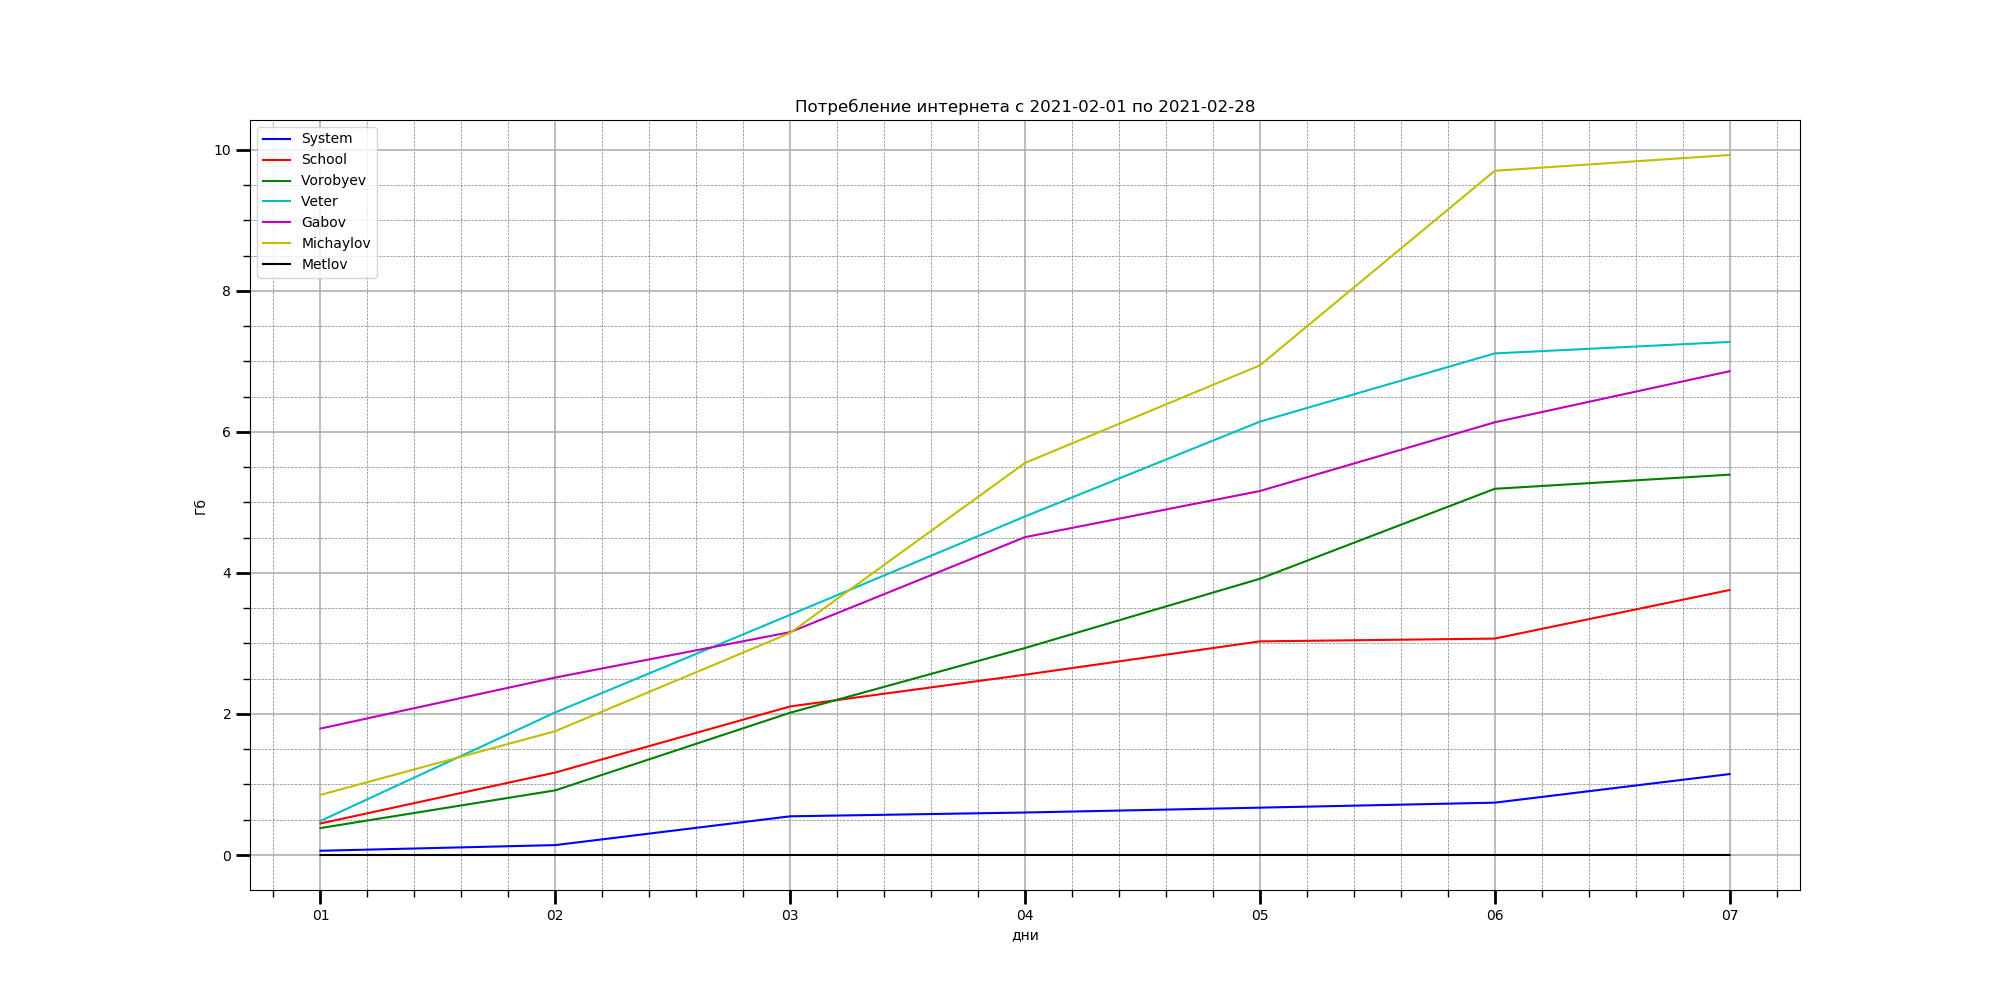 Потребление интернета с 2021-02-01 по 2021-02-28
System
School
Vorobyev
Veter
Gabov
Michaylov
Metlov
10
8
6
4
2
0
Гб
01 02 03 04 05 06 07
дни